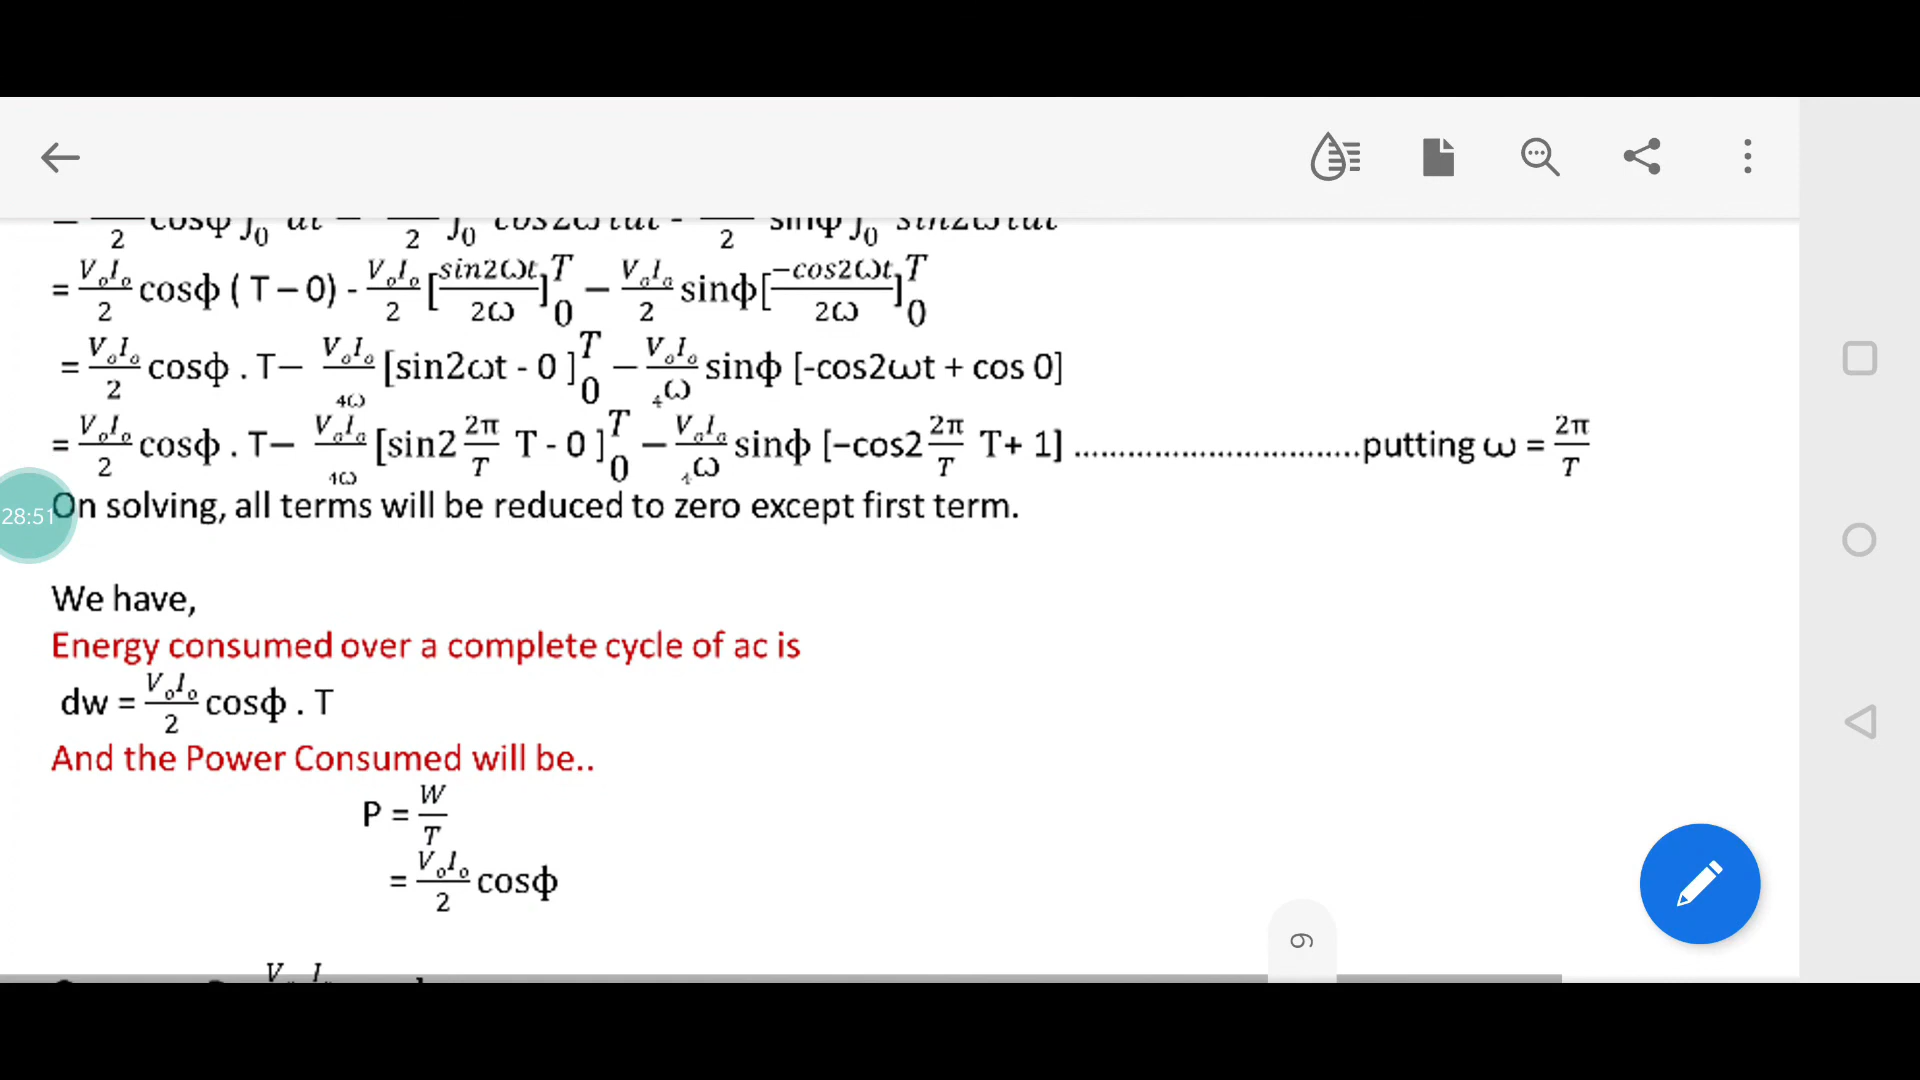 = V₀I₀/2 cosϕ ( T – 0) - V₀I₀/2 [sin2ωt/2ω]₀ᵀ – V₀I₀/2 sinϕ[–cos2ωt/2ω]₀ᵀ
= V₀I₀/2 cosϕ . T– V₀I₀/4ω [sin2ωt - 0 ]₀ᵀ – V₀I₀/4ω sinϕ [-cos2ωt + cos 0]
= V₀I₀/2 cosϕ . T– V₀I₀/4ω [sin2 2π/T T - 0 ]₀ᵀ – V₀I₀/4ω sinϕ [–cos2 2π/T T+ 1] ..............................putting ω = 2π/T
28:51
On solving, all terms will be reduced to zero except first term.
We have,
Energy consumed over a complete cycle of ac is
dw = V₀I₀/2 cosϕ . T
And the Power Consumed will be..
P = W/T
= V₀I₀/2 cosϕ